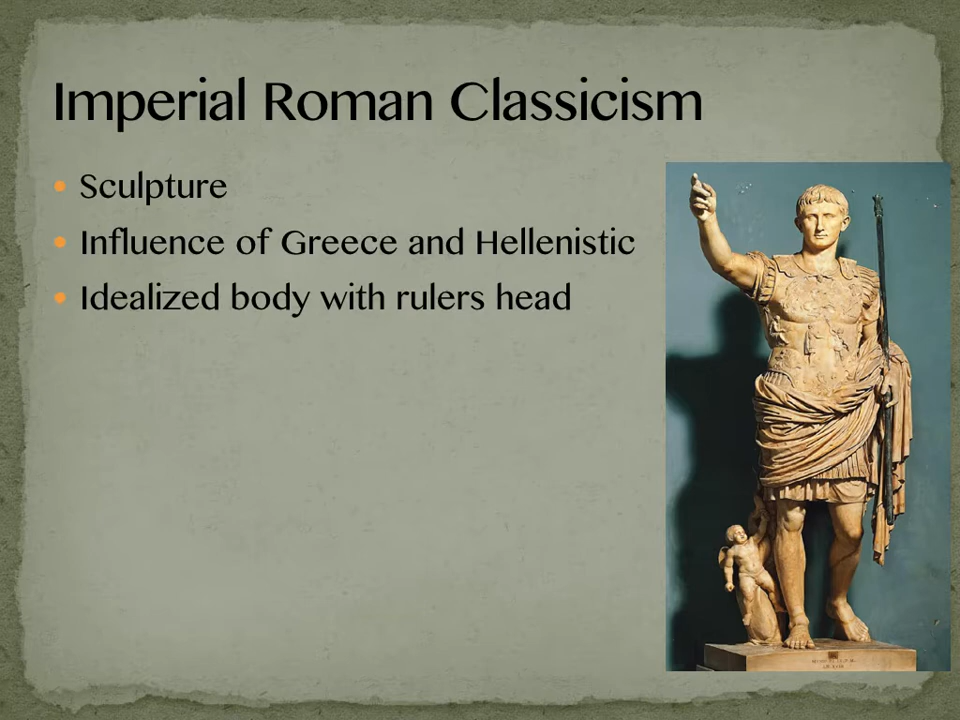 Imperial Roman Classicism
Sculpture
Influence of Greece and Hellenistic
Idealized body with rulers head